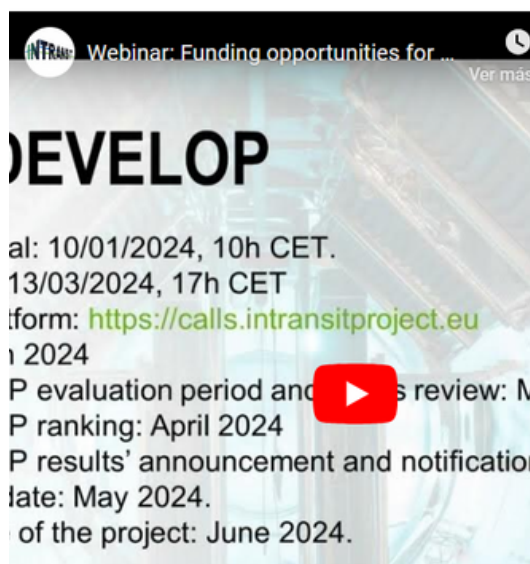 INTRANSIT
Webinar: Funding opportunities for ...
Ver más
DEVELOP
al: 10/01/2024, 10h CET.
13/03/2024, 17h CET
tform: https://calls.intransitproject.eu
2024
P evaluation period and s review: M
P ranking: April 2024
P results’ announcement and notification
date: May 2024.
of the project: June 2024.